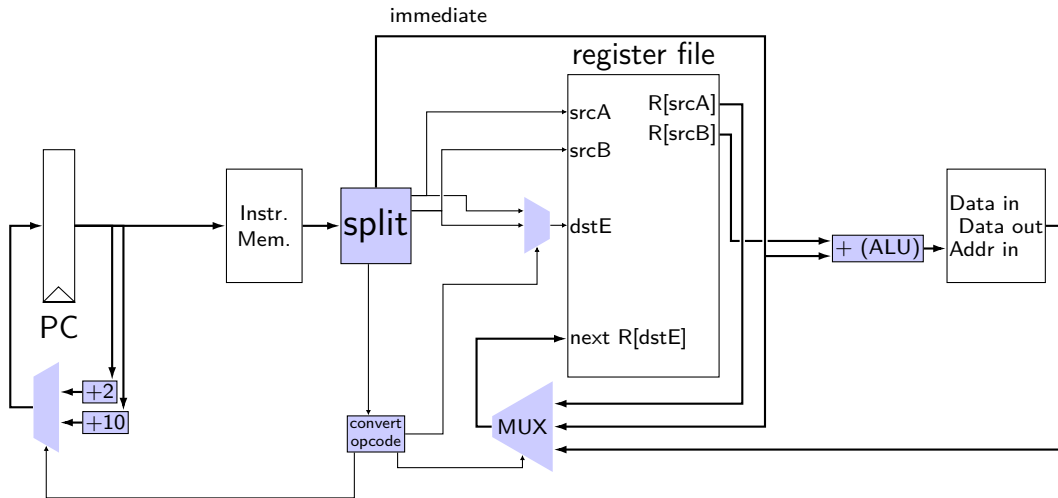 immediate
register file
srcA
srcB
dstE
next R[dstE]
R[srcA]
R[srcB]
PC
Instr.
Mem.
split
+ (ALU)
Data in
Data out
Addr in
+2
+10
convert
opcode
MUX